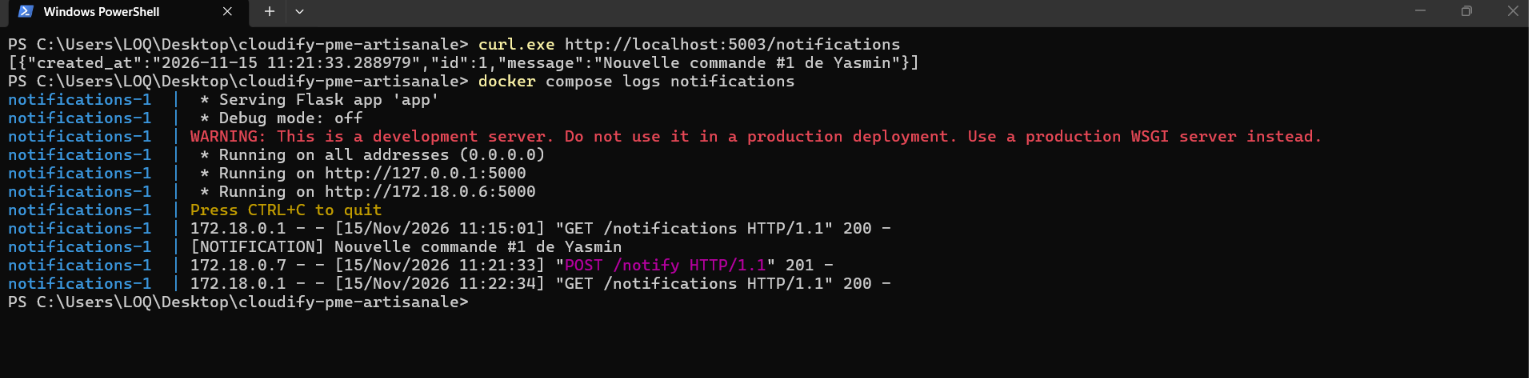 Windows PowerShell
PS C:\Users\LOQ\Desktop\cloudify-pme-artisanale> curl.exe http://localhost:5003/notifications
[{"created_at":"2026-11-15 11:21:33.288979","id":1,"message":"Nouvelle commande #1 de Yasmin"}]
PS C:\Users\LOQ\Desktop\cloudify-pme-artisanale> docker compose logs notifications
notifications-1  |  * Serving Flask app 'app'
notifications-1  |  * Debug mode: off
notifications-1  | WARNING: This is a development server. Do not use it in a production deployment. Use a production WSGI server instead.
notifications-1  |  * Running on all addresses (0.0.0.0)
notifications-1  |  * Running on http://127.0.0.1:5000
notifications-1  |  * Running on http://172.18.0.6:5000
notifications-1  | Press CTRL+C to quit
notifications-1  | 172.18.0.1 - - [15/Nov/2026 11:15:01] "GET /notifications HTTP/1.1" 200 -
notifications-1  | [NOTIFICATION] Nouvelle commande #1 de Yasmin
notifications-1  | 172.18.0.7 - - [15/Nov/2026 11:21:33] "POST /notify HTTP/1.1" 201 -
notifications-1  | 172.18.0.1 - - [15/Nov/2026 11:22:34] "GET /notifications HTTP/1.1" 200 -
PS C:\Users\LOQ\Desktop\cloudify-pme-artisanale>